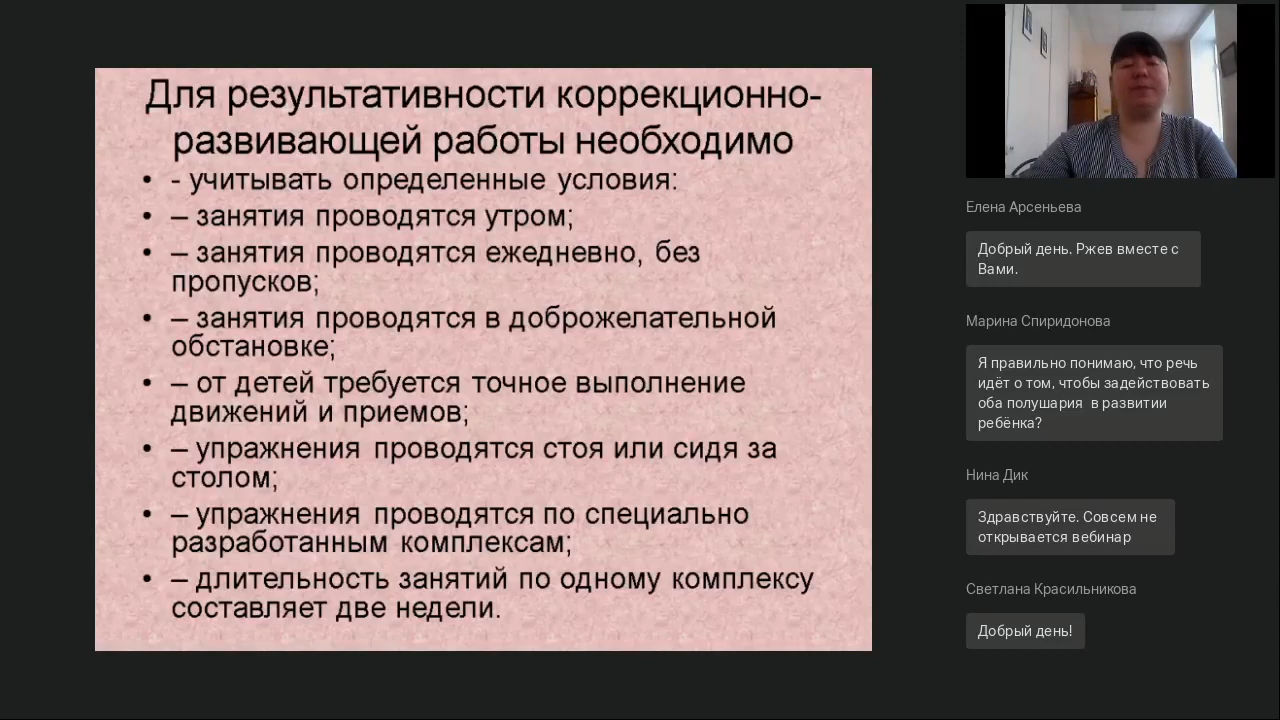 Для результативности коррекционно-
развивающей работы необходимо
• - учитывать определенные условия:
• – занятия проводятся утром;
• – занятия проводятся ежедневно, без
пропусков;
• – занятия проводятся в доброжелательной
обстановке;
• – от детей требуется точное выполнение
движений и приемов;
• – упражнения проводятся стоя или сидя за
столом;
• – упражнения проводятся по специально
разработанным комплексам;
• – длительность занятий по одному комплексу
составляет две недели.
Елена Арсеньева
Добрый день. Ржев вместе с
Вами.
Марина Спиридонова
Я правильно понимаю, что речь
идёт о том, чтобы задействовать
оба полушария в развитии
ребёнка?
Нина Дик
Здравствуйте. Совсем не
открывается вебинар
Светлана Красильникова
Добрый день!